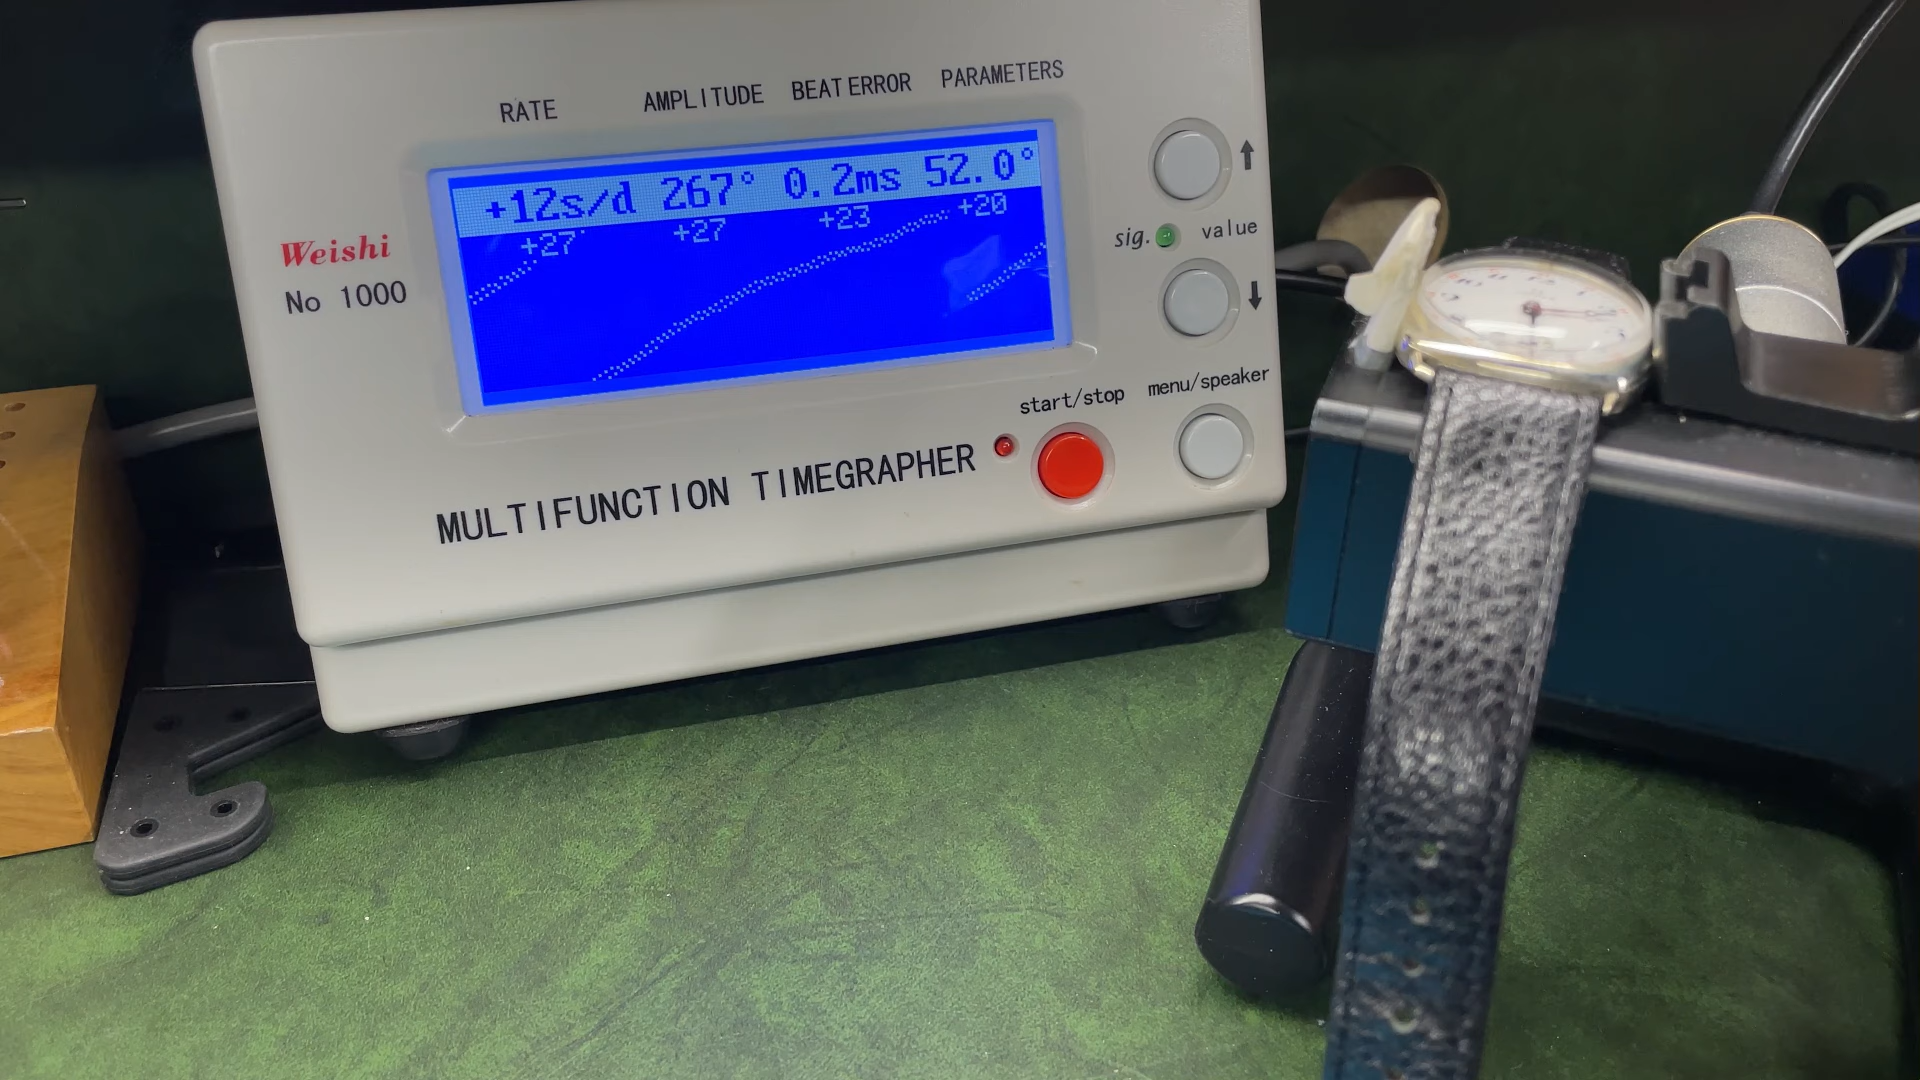 RATE AMPLITUDE BEAT ERROR PARAMETERS
+12s/d 267° 0.2ms 52.0°
+27 +27 +23 +20
Weishi
No 1000
sig. value
start/stop menu/speaker
MULTIFUNCTION TIMEGRAPHER
12